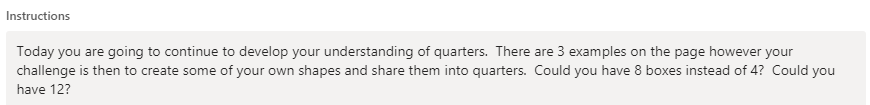 Instructions
Today you are going to continue to develop your understanding of quarters.  There are 3 examples on the page however your
challenge is then to create some of your own shapes and share them into quarters.  Could you have 8 boxes instead of 4?  Could you
have 12?